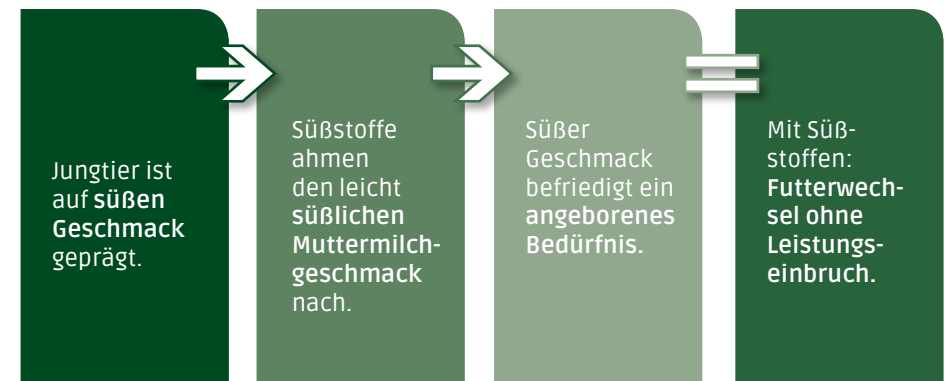 Jungtier ist
auf süßen
Geschmack
geprägt.
Süßstoffe
ahmen
den leicht
süßlichen
Muttermilch-
geschmack
nach.
Süßer
Geschmack
befriedigt ein
angeborenes
Bedürfnis.
Mit Süß-
stoffen:
Futterwech-
sel ohne
Leistungs-
einbruch.